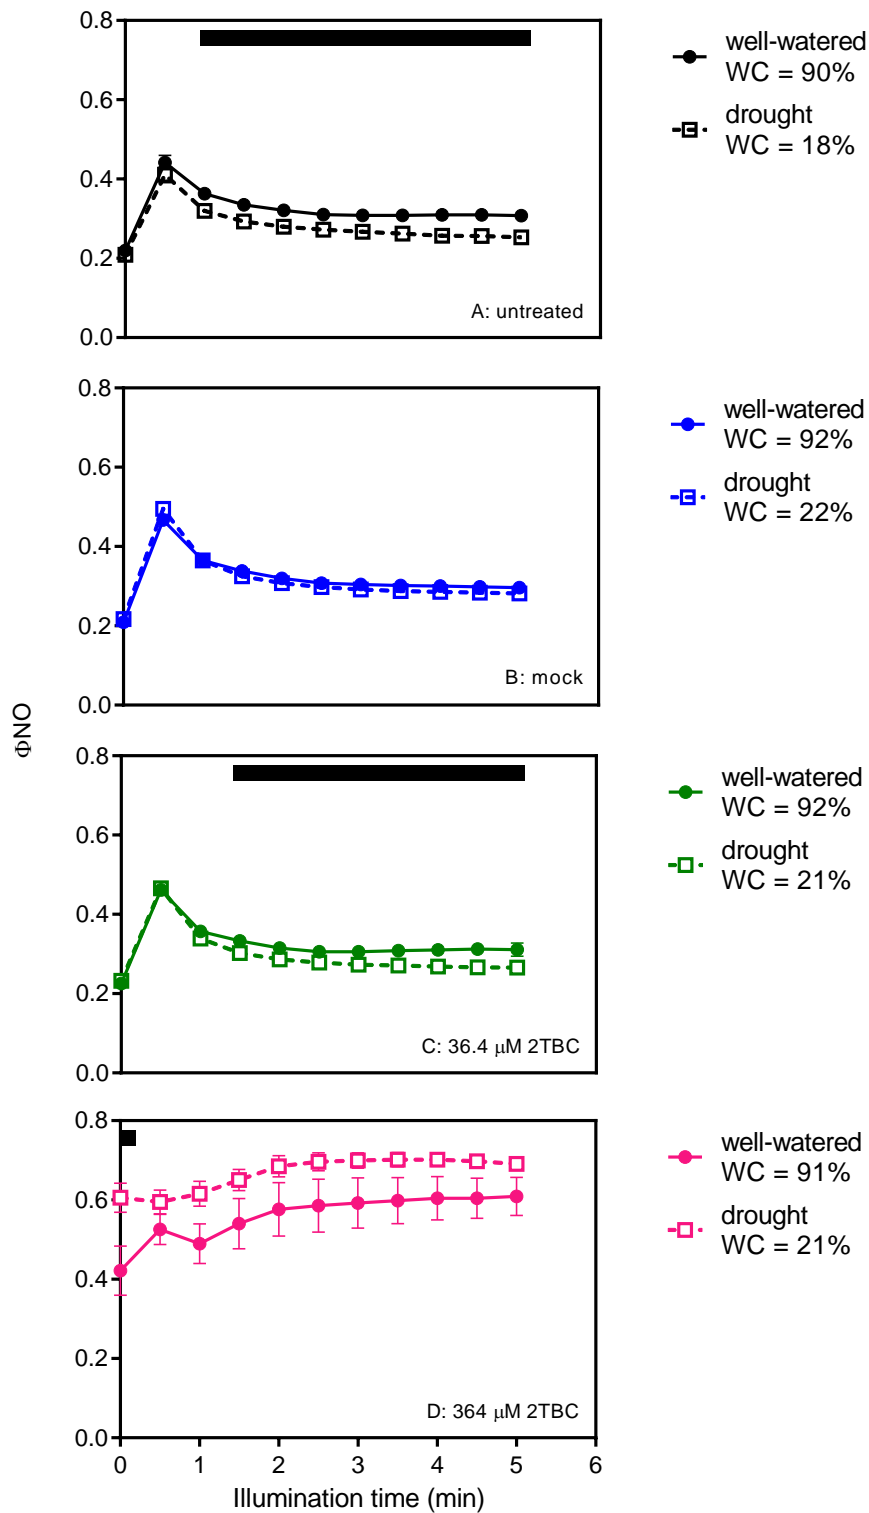 0.8
0.6
0.4
0.2
0.0
A: untreated
well-watered
WC = 90%
drought
WC = 18%
0.8
0.6
0.4
0.2
0.0
B: mock
well-watered
WC = 92%
drought
WC = 22%
ΦNO
0.8
0.6
0.4
0.2
0.0
C: 36.4 μM 2TBC
well-watered
WC = 92%
drought
WC = 21%
0.8
0.6
0.4
0.2
0.0
D: 364 μM 2TBC
well-watered
WC = 91%
drought
WC = 21%
0 1 2 3 4 5 6
Illumination time (min)